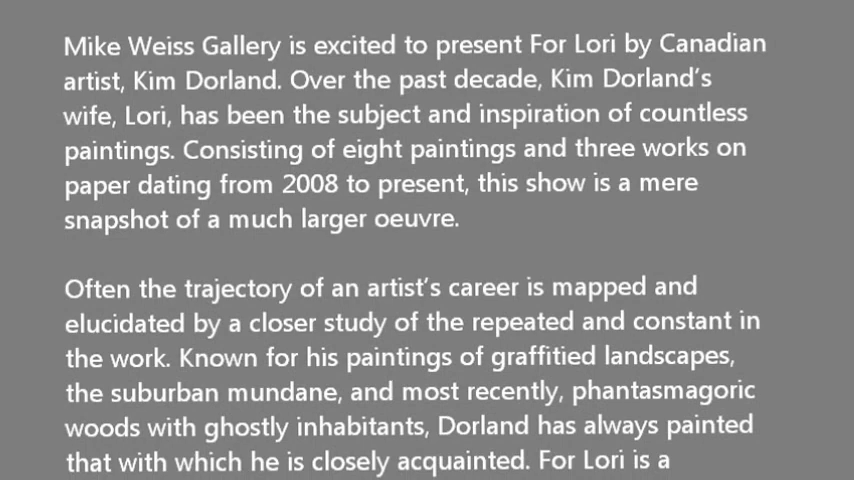 Mike Weiss Gallery is excited to present For Lori by Canadian
artist, Kim Dorland. Over the past decade, Kim Dorland's
wife, Lori, has been the subject and inspiration of countless
paintings. Consisting of eight paintings and three works on
paper dating from 2008 to present, this show is a mere
snapshot of a much larger oeuvre.
Often the trajectory of an artist's career is mapped and
elucidated by a closer study of the repeated and constant in
the work. Known for his paintings of graffitied landscapes,
the suburban mundane, and most recently, phantasmagoric
woods with ghostly inhabitants, Dorland has always painted
that with which he is closely acquainted. For Lori is a